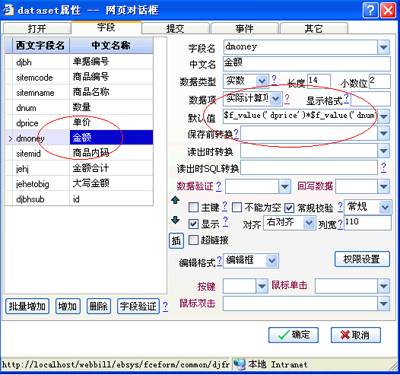 dataset属性 -- 网页对话框
打开 字段 提交 事件 其它
西文字段名 中文名称
djbh 单据编号
sitemcode 商品编号
sitemname 商品名称
dnum 数量
dprice 单价
dmoney 金额
sitemid 商品内码
jehj 金额合计
jehetobig 大写金额
djbhsub id
字段名 dmoney
中文名 金额
数据类型 实数 ? 长度 14 小数位 2
数据项 实际计算项 ? 显示格式 ?
默认值 $f_value('dprice')*$f_value('dnum
保存前转换 ?
读出时转换 ?
读出时SQL转换 ?
数据验证 ? 回写数据 ?
主键 ? 不能为空 常规校验 ? 常规
显示 ? 对齐 右对齐 列宽 ? 110
插 超链接
编辑格式 ? 编辑框 权限设置
按键 鼠标单击
鼠标双击
批量增加 增加 删除 字段验证 ?
确定 取消
http://localhost/webbill/ebsys/fceform/common/djfr 本地 Intranet